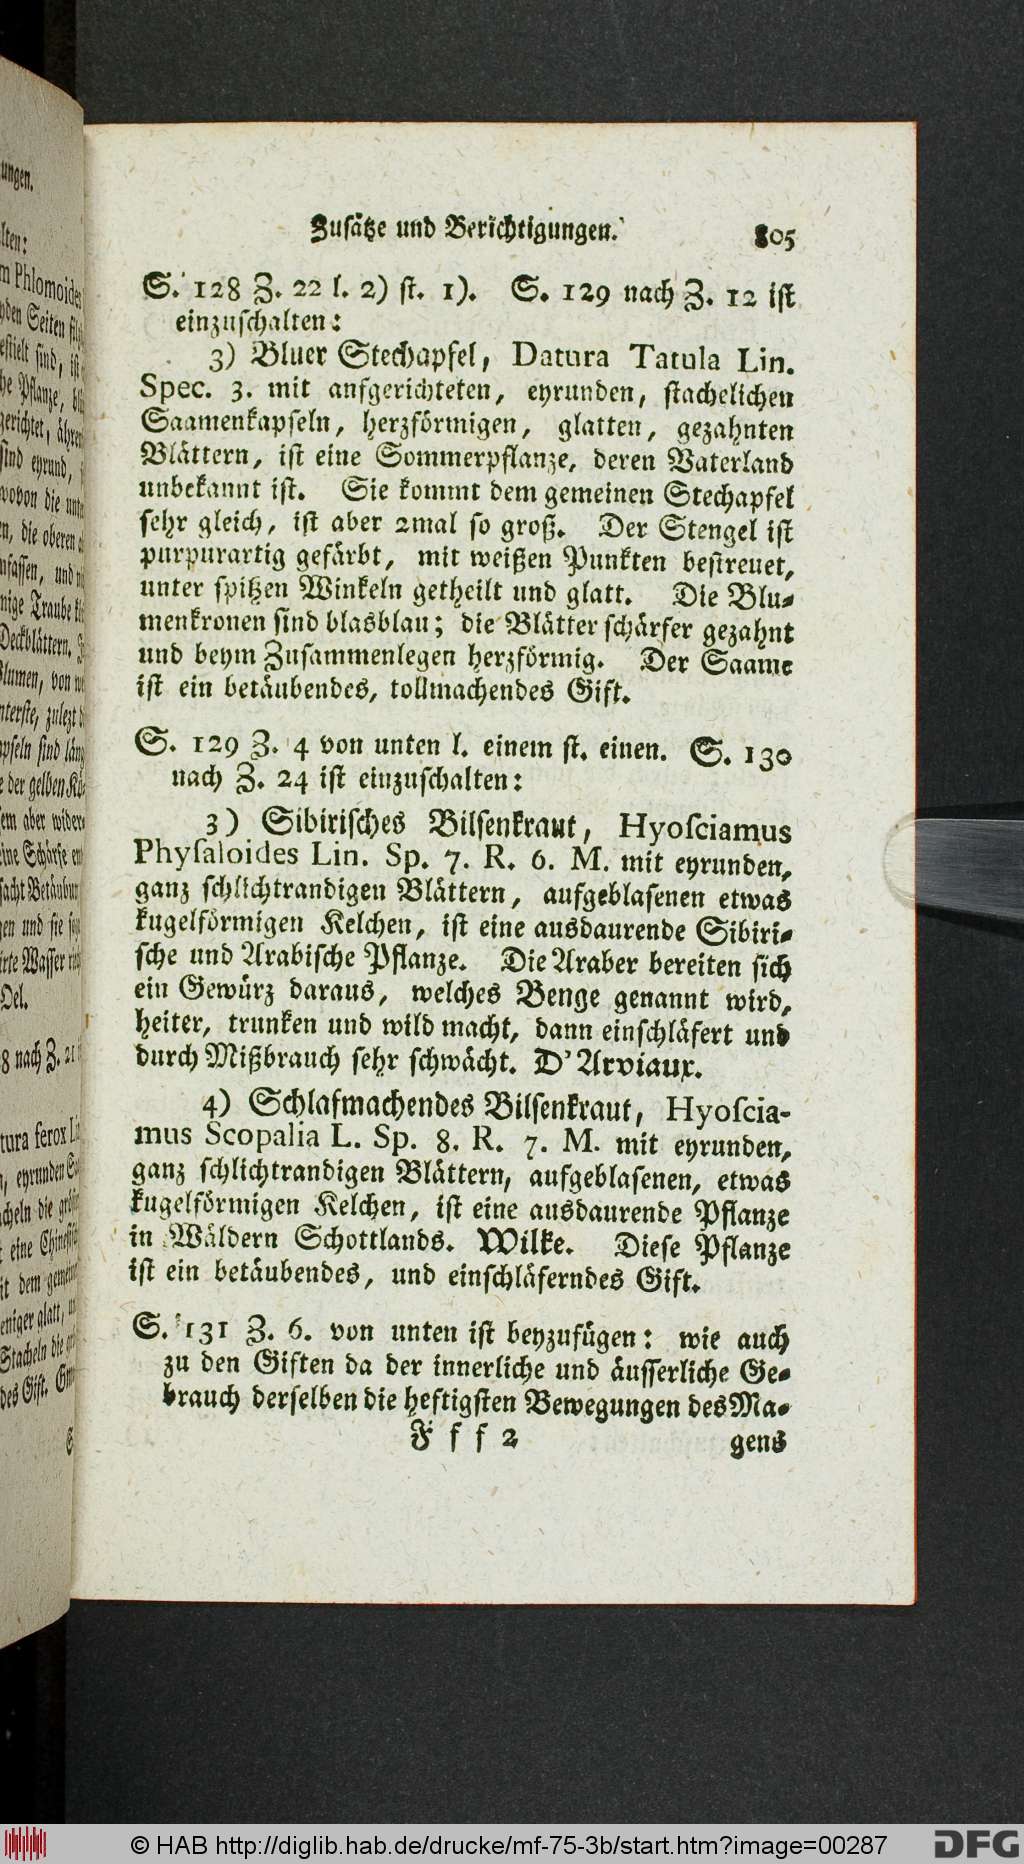 Zusätze und Berichtigungen. 805
S. 128 Z. 22 l. 2) st. 1). S. 129 nach Z. 12 ist
einzuschalten:
3) Bluer Stechapfel, Datura Tatula Lin.
Spec. 3. mit anfgerichteten, eyrunden, stachelichen
Saamenkapseln, herzförmigen, glatten, gezahnten
Blättern, ist eine Sommerpflanze, deren Vaterland
unbekannt ist. Sie kommt dem gemeinen Stechapfel
sehr gleich, ist aber 2mal so groß. Der Stengel ist
purpurartig gefärbt, mit weißen Punkten bestreuet,
unter spitzen Winkeln getheilt und glatt. Die Blu-
menkronen sind blasblau; die Blätter schärfer gezahnt
und beym Zusammenlegen herzförmig. Der Saame
ist ein betäubendes, tollmachendes Gift.
S. 129 Z. 4 von unten l. einem st. einen. S. 130
nach Z. 24 ist einzuschalten:
3) Sibirisches Bilsenkraut, Hyosciamus
Physaloides Lin. Sp. 7. R. 6. M. mit eyrunden,
ganz schlichtrandigen Blättern, aufgeblasenen etwas
kugelförmigen Kelchen, ist eine ausdaurende Sibiri-
sche und Arabische Pflanze. Die Araber bereiten sich
ein Gewürz daraus, welches Benge genannt wird,
heiter, trunken und wild macht, dann einschläfert und
durch Mißbrauch sehr schwächt. D'Arviaux.
4) Schlafmachendes Bilsenkraut, Hyoscia-
mus Scopalia L. Sp. 8. R. 7. M. mit eyrunden,
ganz schlichtrandigen Blättern, aufgeblasenen, etwas
kugelförmigen Kelchen, ist eine ausdaurende Pflanze
in Wäldern Schottlands. Wilke. Diese Pflanze
ist ein betäubendes, und einschläferndes Gift.
S. 131 Z. 6. von unten ist beyzufügen: wie auch
zu den Giften da der innerliche und äusserliche Ge-
brauch derselben die heftigsten Bewegungen des Ma-
F f f 2 gens
© HAB http://diglib.hab.de/drucke/mf-75-3b/start.htm?image=00287 DFG